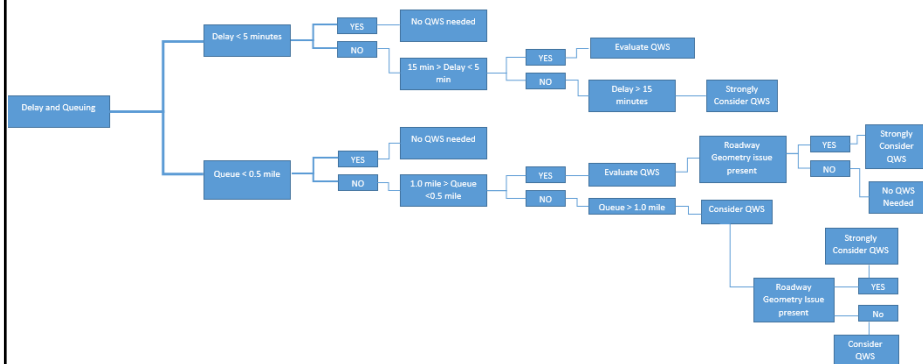 Delay and Queuing
Delay < 5 minutes
YES
No QWS needed
NO
15 min > Delay < 5
min
YES
Evaluate QWS
NO
Delay > 15
minutes
Strongly
Consider QWS
Queue < 0.5 mile
YES
No QWS needed
NO
1.0 mile > Queue
<0.5 mile
YES
Evaluate QWS
Roadway
Geometry issue
present
YES
Strongly
Consider
QWS
NO
No QWS
Needed
NO
Queue > 1.0 mile
Consider QWS
Roadway
Geometry Issue
present
YES
Strongly
Consider QWS
No
Consider
QWS